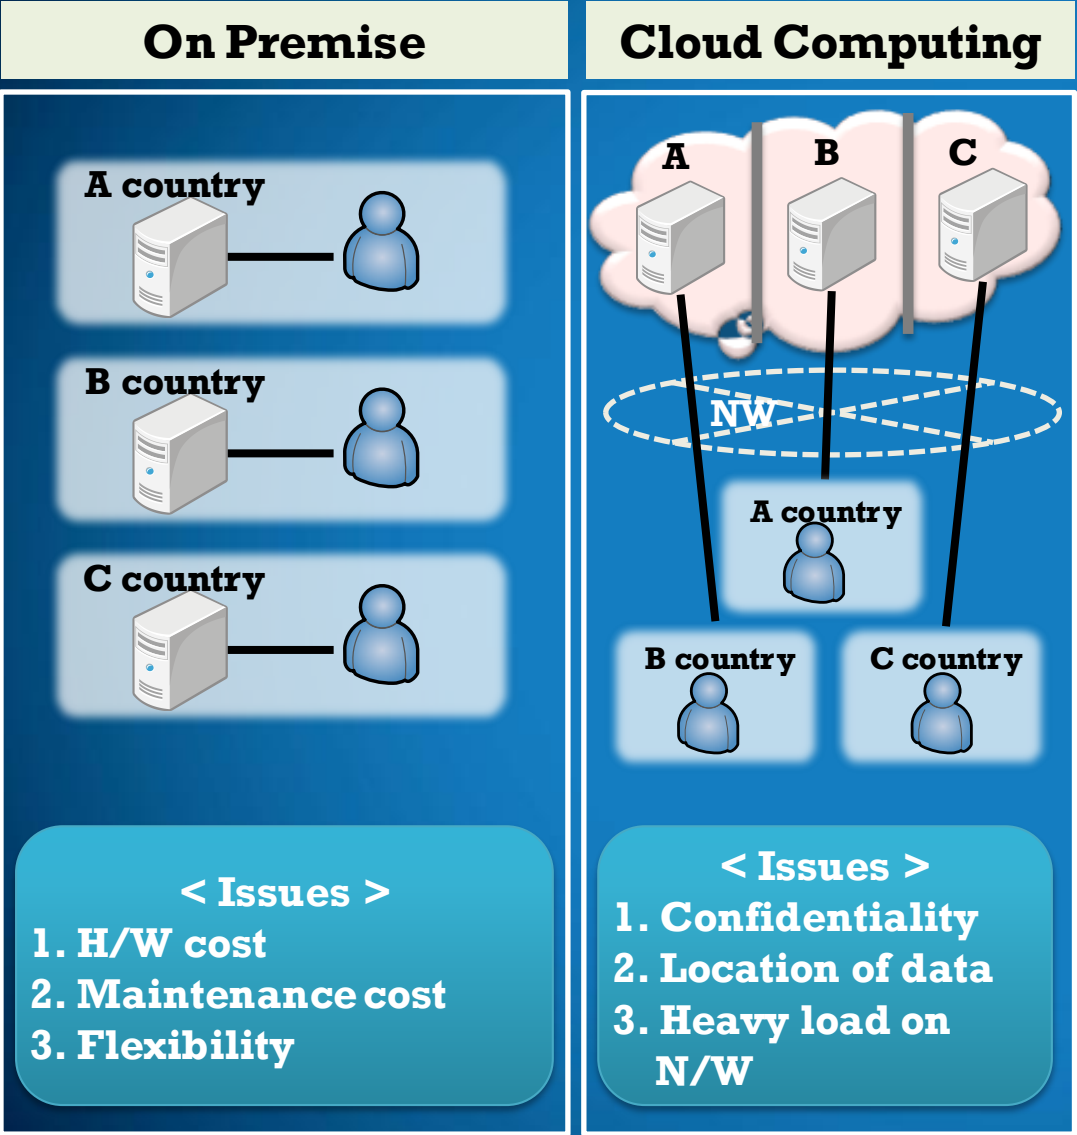 On Premise
A country
B country
C country
< Issues >
1. H/W cost
2. Maintenance cost
3. Flexibility
Cloud Computing
A
B
C
NW
A country
B country
C country
< Issues >
1. Confidentiality
2. Location of data
3. Heavy load on
N/W